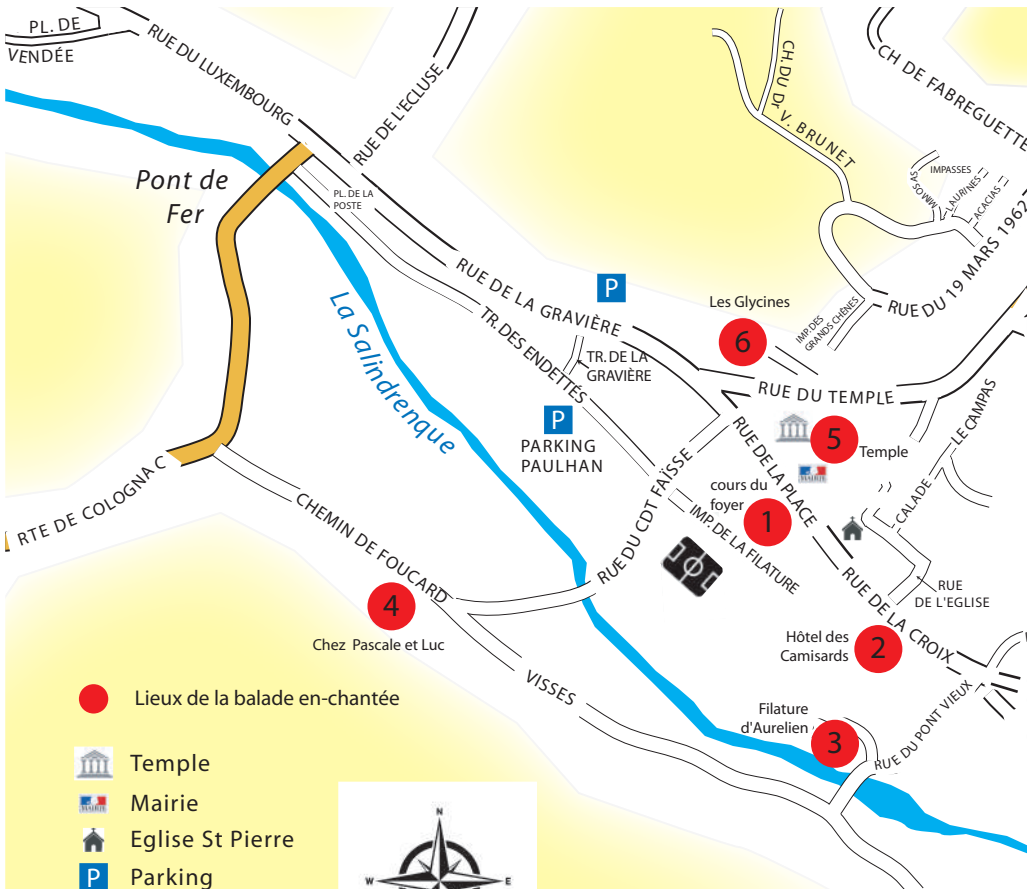 PL. DE
VENDÉE
RUE DU LUXEMBOURG
RUE DE L'ECLUSE
CH. DU Dr V. BRUNET
CH DE FABREGUETTE
IMPASSES
MIMOSAS
LAURINES
ACACIAS
RUE DU 19 MARS 1962
Pont de
Fer
PL. DE LA
POSTE
RUE DE LA GRAVIÈRE
P
Les Glycines
6
IMP. DES
GRANDS CHÊNES
La Salindrenque
TR. DES ENDETTÉS
TR. DE LA
GRAVIÈRE
RUE DU TEMPLE
P
PARKING
PAULHAN
RUE DE LA PLACE
5
Temple
MAIRIE
LE CAMPAS
CALADE
cours du
foyer
1
IMP. DE LA FILATURE
RUE DU CDT FAÏSSE
RTE DE COLOGNAC
CHEMIN DE FOUCARD
4
Chez Pascale et Luc
VISSES
RUE
DE L'EGLISE
RUE DE LA CROIX
Hôtel des
Camisards
2
Filature
d'Aurelien
3
RUE DU PONT VIEUX
Lieux de la balade en-chantée
Temple
MAIRIE
Mairie
Eglise St Pierre
P
Parking
N
W
E